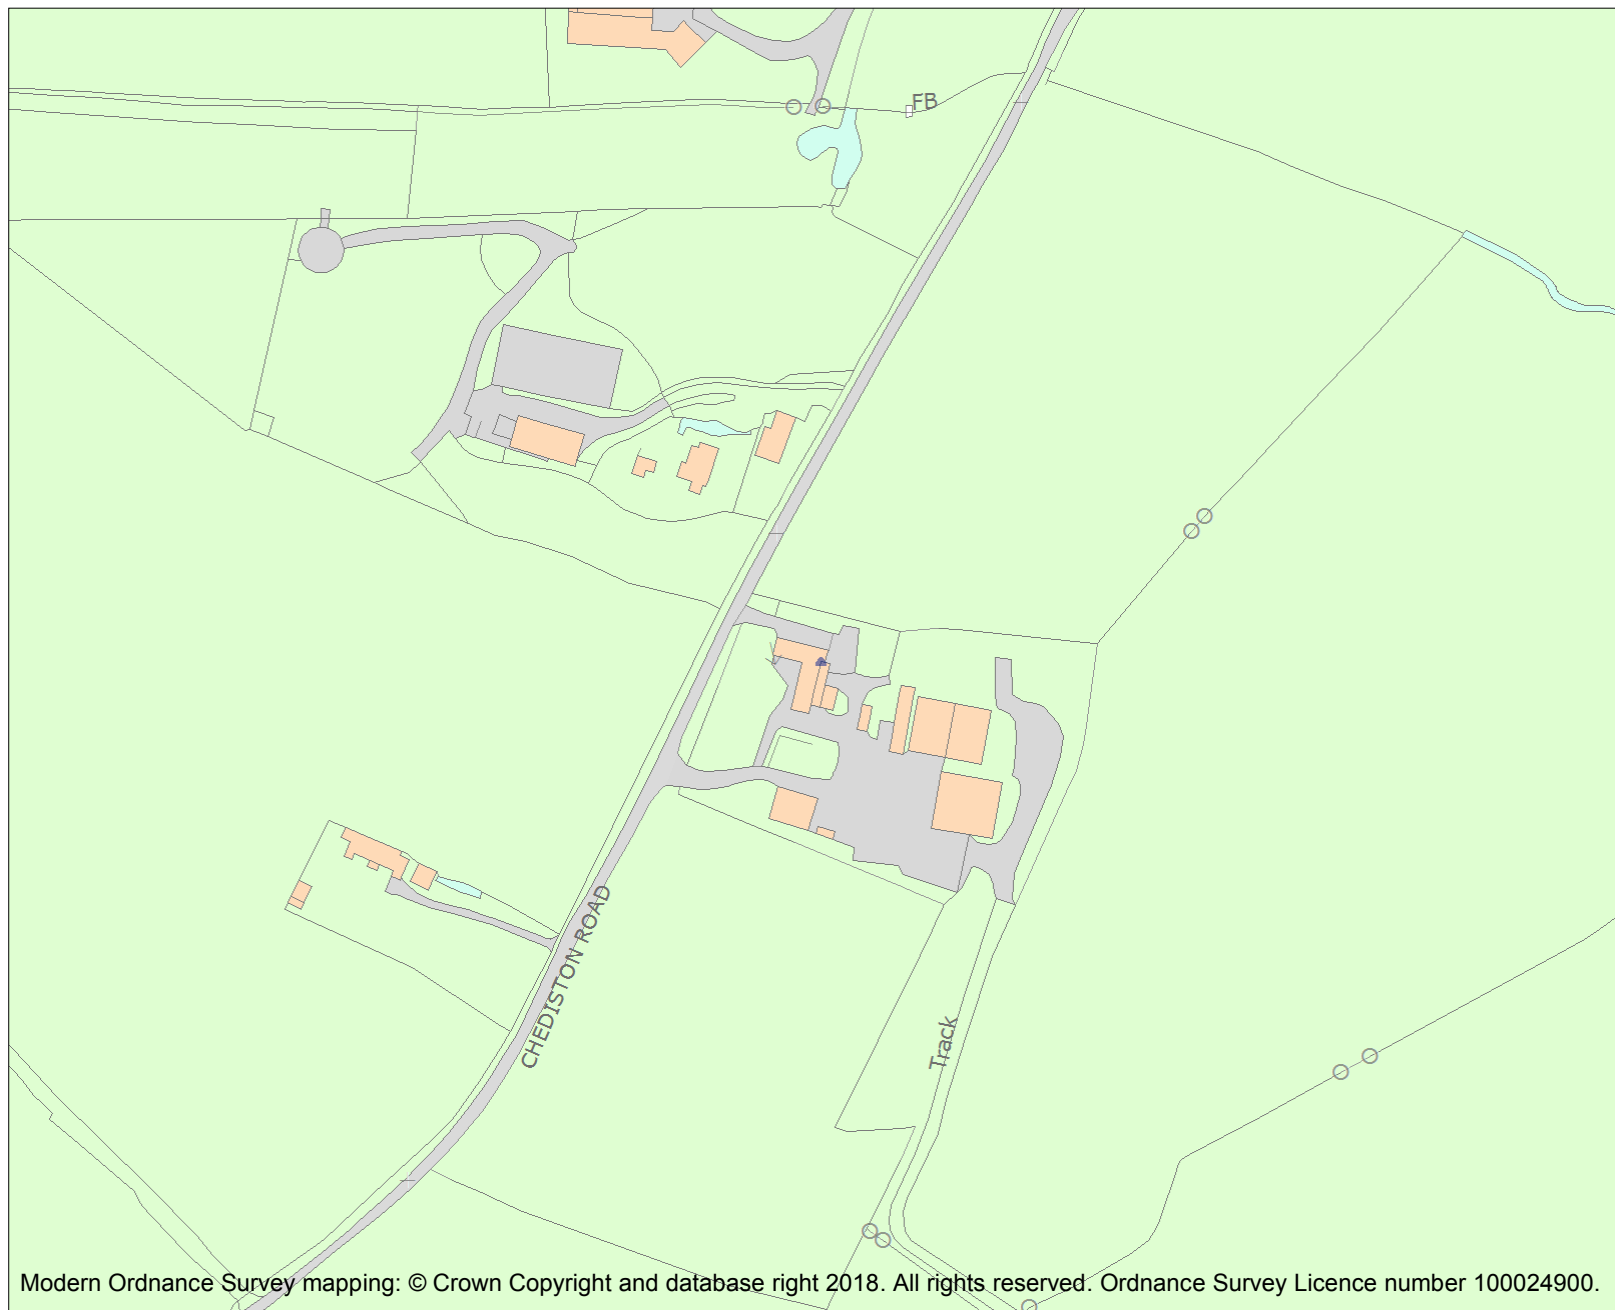 FB
CHEDISTON ROAD
Track
Modern Ordnance Survey mapping: © Crown Copyright and database right 2018. All rights reserved. Ordnance Survey Licence number 100024900.